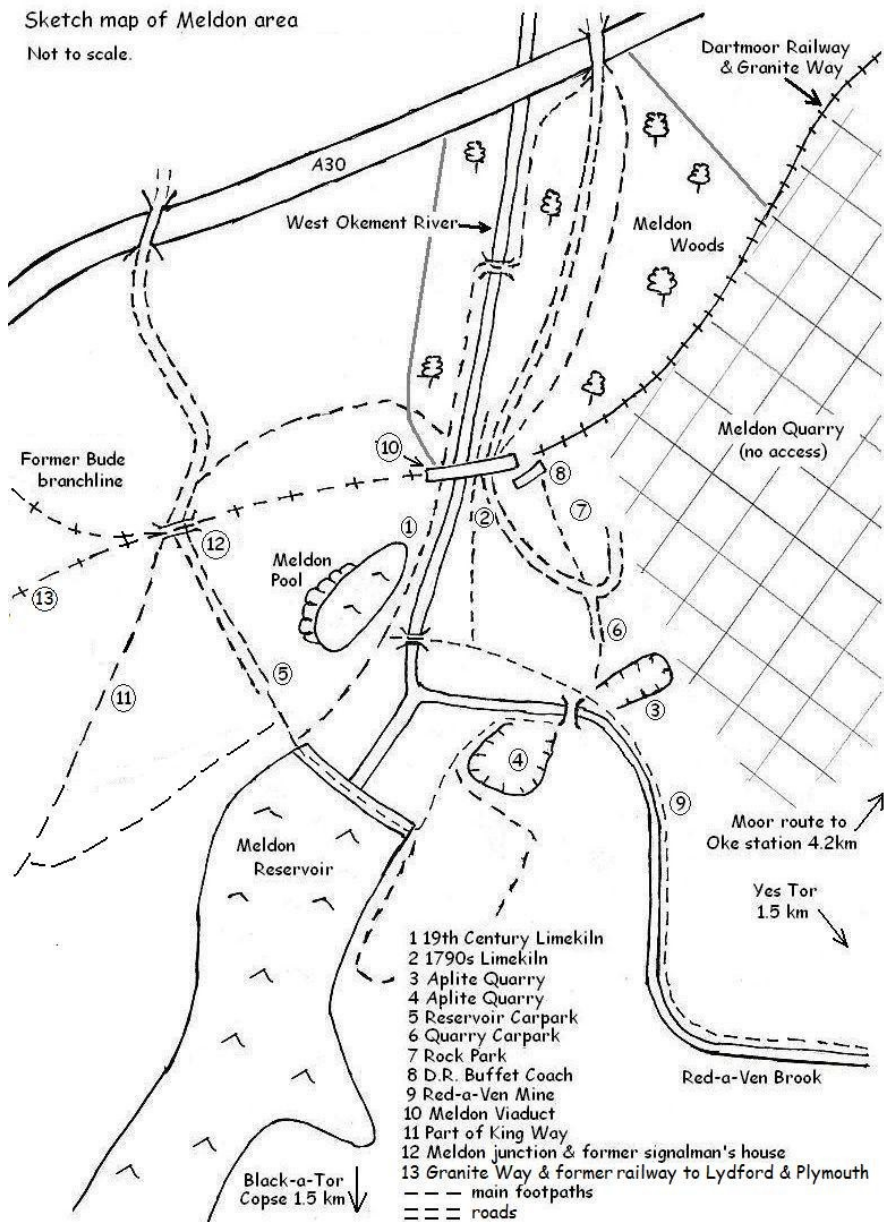 Sketch map of Meldon area
Not to scale.
Dartmoor Railway
& Granite Way
A30
West Okement River
Meldon
Woods
Meldon Quarry
(no access)
Former Bude
branchline
10
8
7
2
1
12
13
Meldon
Pool
6
5
11
3
4
9
Moor route to
Oke station 4.2km
Meldon
Reservoir
Yes Tor
1.5 km
1 19th Century Limekiln
2 1790s Limekiln
3 Aplite Quarry
4 Aplite Quarry
5 Reservoir Carpark
6 Quarry Carpark
7 Rock Park
8 D.R. Buffet Coach
9 Red-a-Ven Mine
10 Meldon Viaduct
11 Part of King Way
12 Meldon junction & former signalman's house
13 Granite Way & former railway to Lydford & Plymouth
main footpaths
roads
Red-a-Ven Brook
Black-a-Tor
Copse 1.5 km